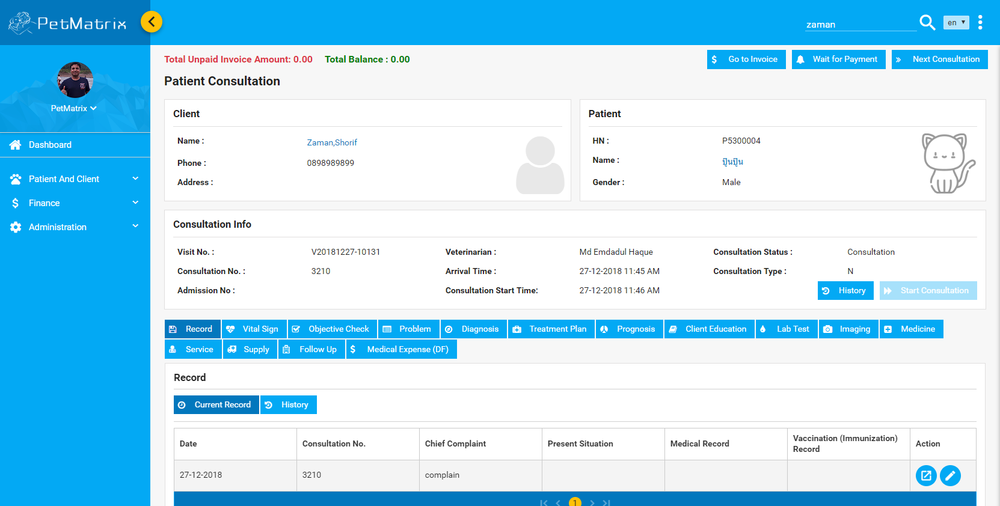 PetMatrix
zaman
en
Total Unpaid Invoice Amount: 0.00 Total Balance : 0.00
Go to Invoice Wait for Payment Next Consultation
Patient Consultation
PetMatrix
Dashboard
Patient And Client
Finance
Administration
Client
Name : Zaman,Shorif
Phone : 0898989899
Address :
Patient
HN : P5300004
Name : ปุ๊นปุ๊น
Gender : Male
Consultation Info
Visit No. : V20181227-10131 Veterinarian : Md Emdadul Haque Consultation Status : Consultation
Consultation No. : 3210 Arrival Time : 27-12-2018 11:45 AM Consultation Type : N
Admission No : Consultation Start Time: 27-12-2018 11:46 AM
History Start Consultation
Record Vital Sign Objective Check Problem Diagnosis Treatment Plan Prognosis Client Education Lab Test Imaging Medicine
Service Supply Follow Up Medical Expense (DF)
Record
Current Record History
Date Consultation No. Chief Complaint Present Situation Medical Record Vaccination (Immunization) Record Action
27-12-2018 3210 complain
1